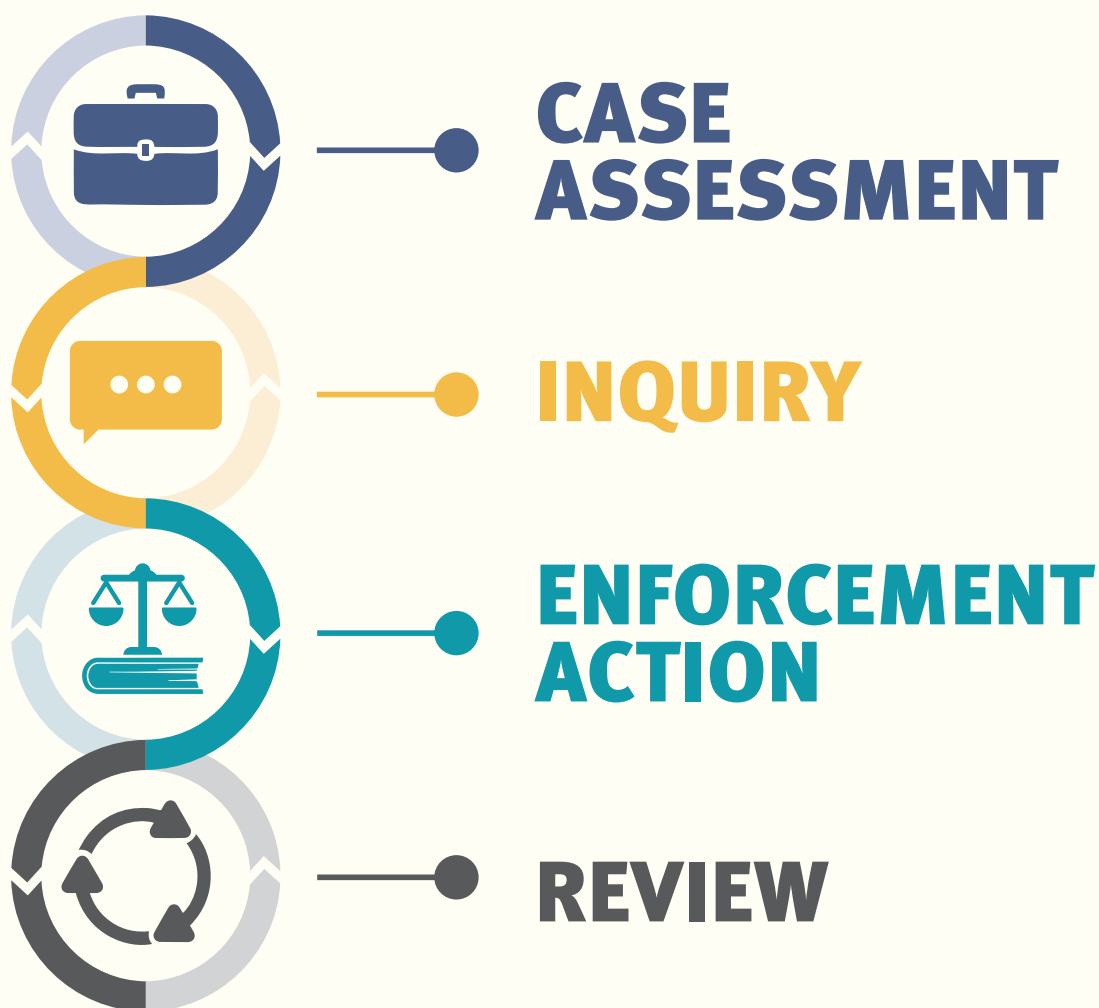 CASE
ASSESSMENT
INQUIRY
ENFORCEMENT
ACTION
REVIEW